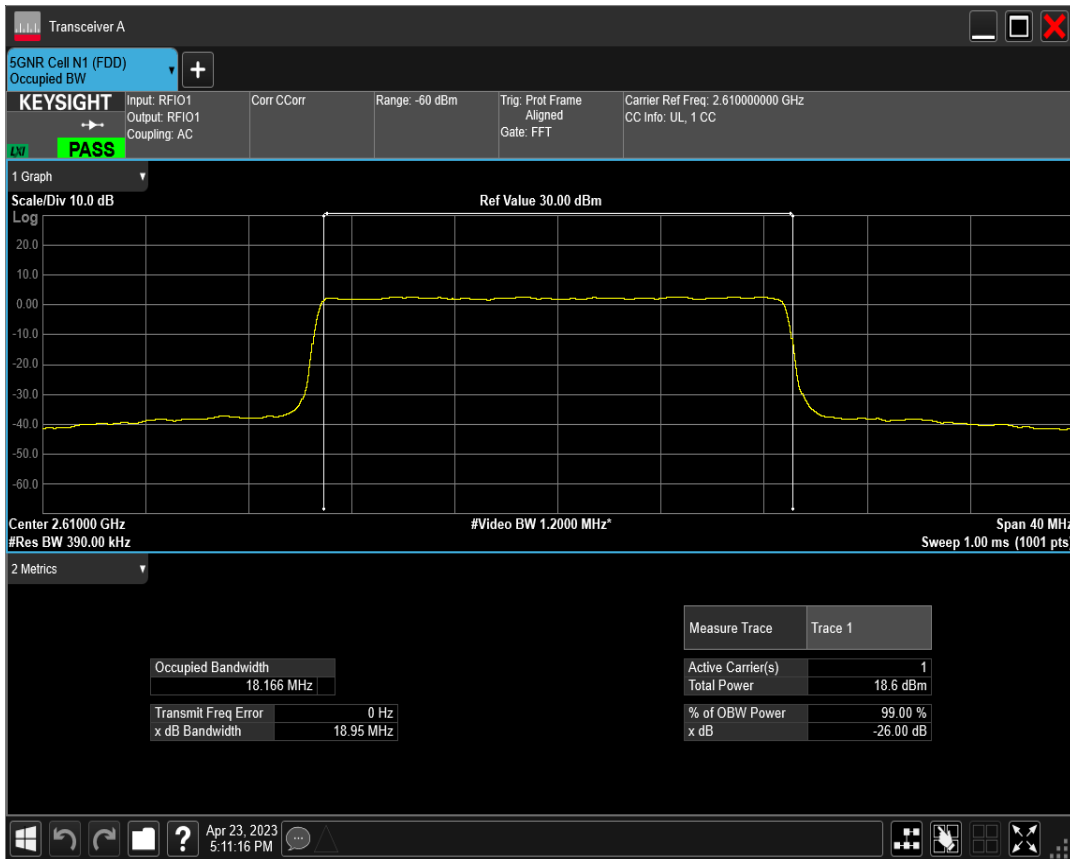 Transceiver A
5GNR Cell N1 (FDD)
Occupied BW
KEYSIGHT
LXI
PASS
Input: RFIO1
Output: RFIO1
Coupling: AC
Corr CCorr
Range: -60 dBm
Trig: Prot Frame
Aligned
Gate: FFT
Carrier Ref Freq: 2.610000000 GHz
CC Info: UL, 1 CC
1 Graph
Scale/Div 10.0 dB
Ref Value 30.00 dBm
Log
20.0
10.0
0.00
-10.0
-20.0
-30.0
-40.0
-50.0
-60.0
Center 2.61000 GHz
#Video BW 1.2000 MHz*
Span 40 MHz
#Res BW 390.00 kHz
Sweep 1.00 ms (1001 pts)
2 Metrics
Measure Trace Trace 1
Occupied Bandwidth
18.166 MHz
Active Carrier(s) 1
Total Power 18.6 dBm
Transmit Freq Error 0 Hz
x dB Bandwidth 18.95 MHz
% of OBW Power 99.00 %
x dB -26.00 dB
?
Apr 23, 2023
5:11:16 PM